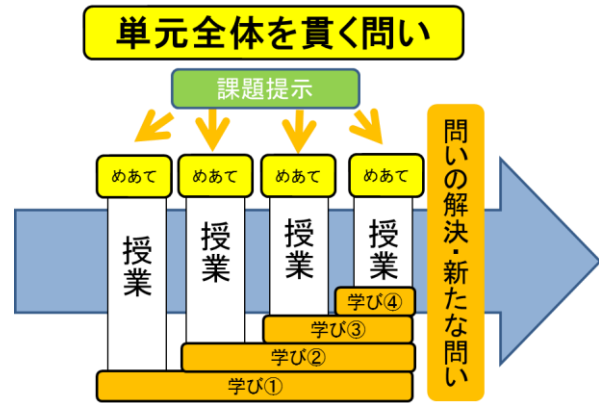 単元全体を貫く問い
課題提示
めあて
めあて
めあて
めあて
授業
授業
授業
授業
問いの解決・新たな問い
学び④
学び③
学び②
学び①